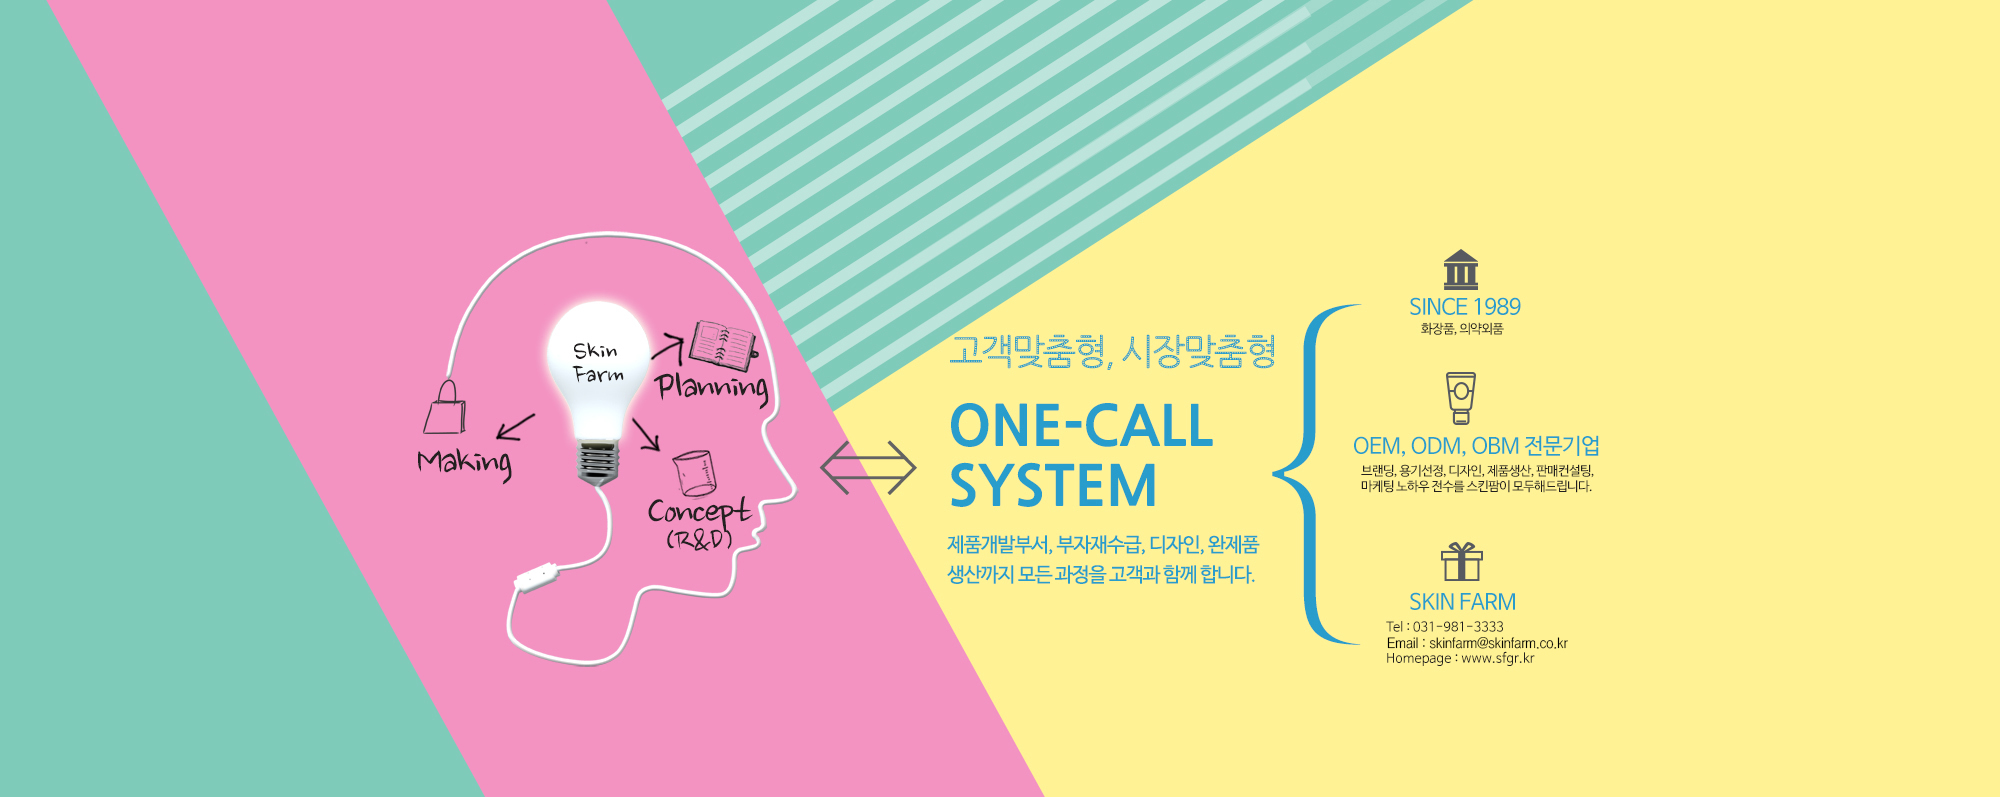 Skin
Farm
Planning
Making
Concept
(R&D)
고객맞춤형, 시장맞춤형
ONE-CALL
SYSTEM
제품개발부서, 부자재수급, 디자인, 완제품
생산까지 모든 과정을 고객과 함께 합니다.
SINCE 1989
화장품, 의약외품
OEM, ODM, OBM 전문기업
브랜딩, 용기선정, 디자인, 제품생산, 판매컨설팅,
마케팅 노하우 전수를 스킨팜이 모두해드립니다.
SKIN FARM
Tel : 031-981-3333
Email : skinfarm@skinfarm.co.kr
Homepage : www.sfgr.kr